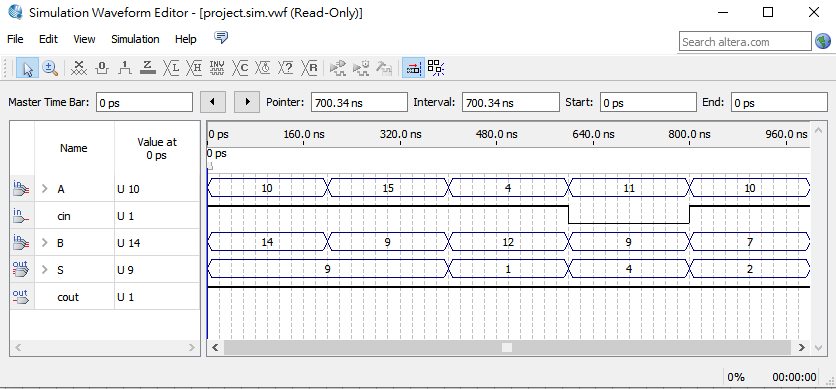 Simulation Waveform Editor - [project.sim.vwf (Read-Only)]
File Edit View Simulation Help
Search altera.com
Master Time Bar: 0 ps Pointer: 700.34 ns Interval: 700.34 ns Start: 0 ps End: 0 ps
Name Value at 0 ps
0 ps 160.0 ns 320.0 ns 480.0 ns 640.0 ns 800.0 ns 960.0 ns
0 ps
A U 10 10 15 4 11 10
cin U 1
B U 14 14 9 12 9 7
S U 9 9 1 4 2
cout U 1
0% 00:00:00